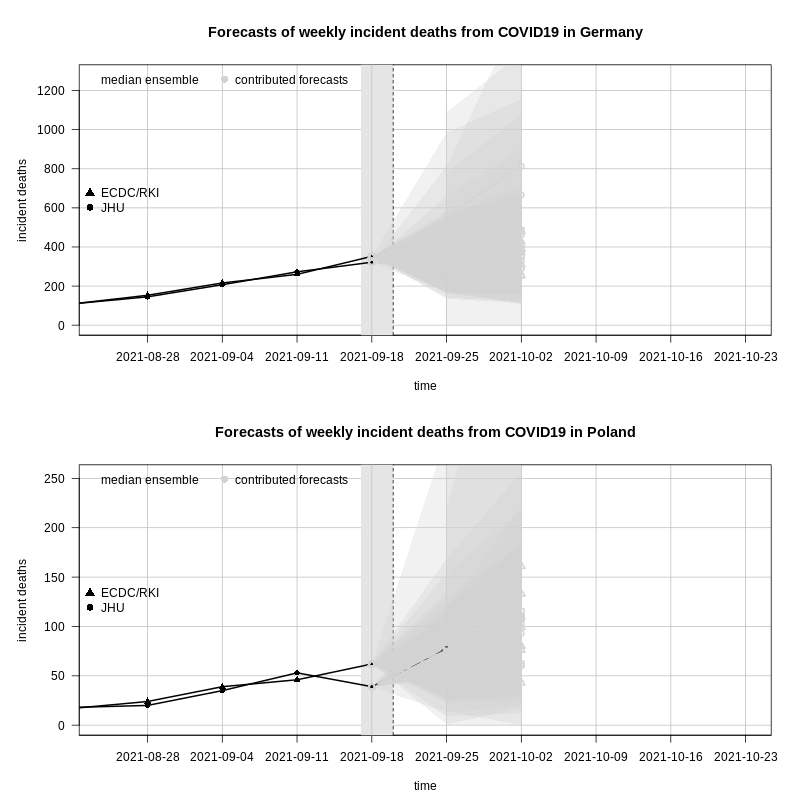 Forecasts of weekly incident deaths from COVID19 in Germany
median ensemble contributed forecasts
1200
1000
800
600
400
200
0
incident deaths
ECDC/RKI
JHU
2021-08-28 2021-09-04 2021-09-11 2021-09-18 2021-09-25 2021-10-02 2021-10-09 2021-10-16 2021-10-23
time
Forecasts of weekly incident deaths from COVID19 in Poland
median ensemble contributed forecasts
250
200
150
100
50
0
incident deaths
ECDC/RKI
JHU
2021-08-28 2021-09-04 2021-09-11 2021-09-18 2021-09-25 2021-10-02 2021-10-09 2021-10-16 2021-10-23
time